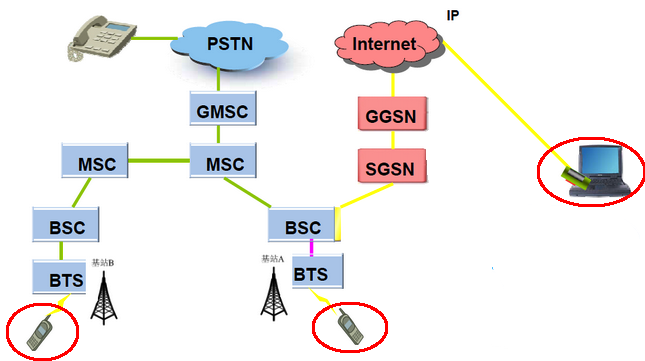 IP
PSTN
Internet
GMSC
GGSN
MSC
MSC
SGSN
BSC
BSC
基站B
基站A
BTS
BTS